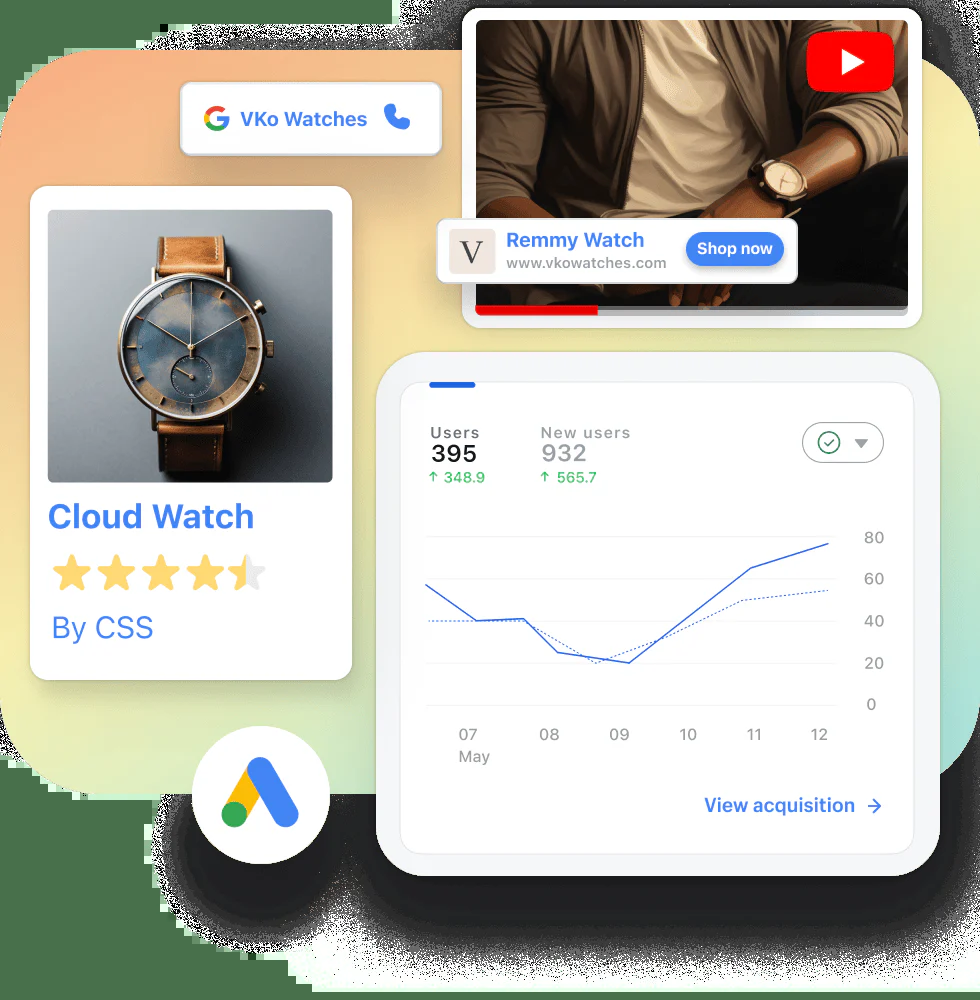 VKo Watches
V
Remmy Watch
www.vkowatches.com
Shop now
Cloud Watch
By CSS
Users
395
↑ 348.9
New users
932
↑ 565.7
80
60
40
20
0
07 08 09 10 11 12
May
View acquisition →